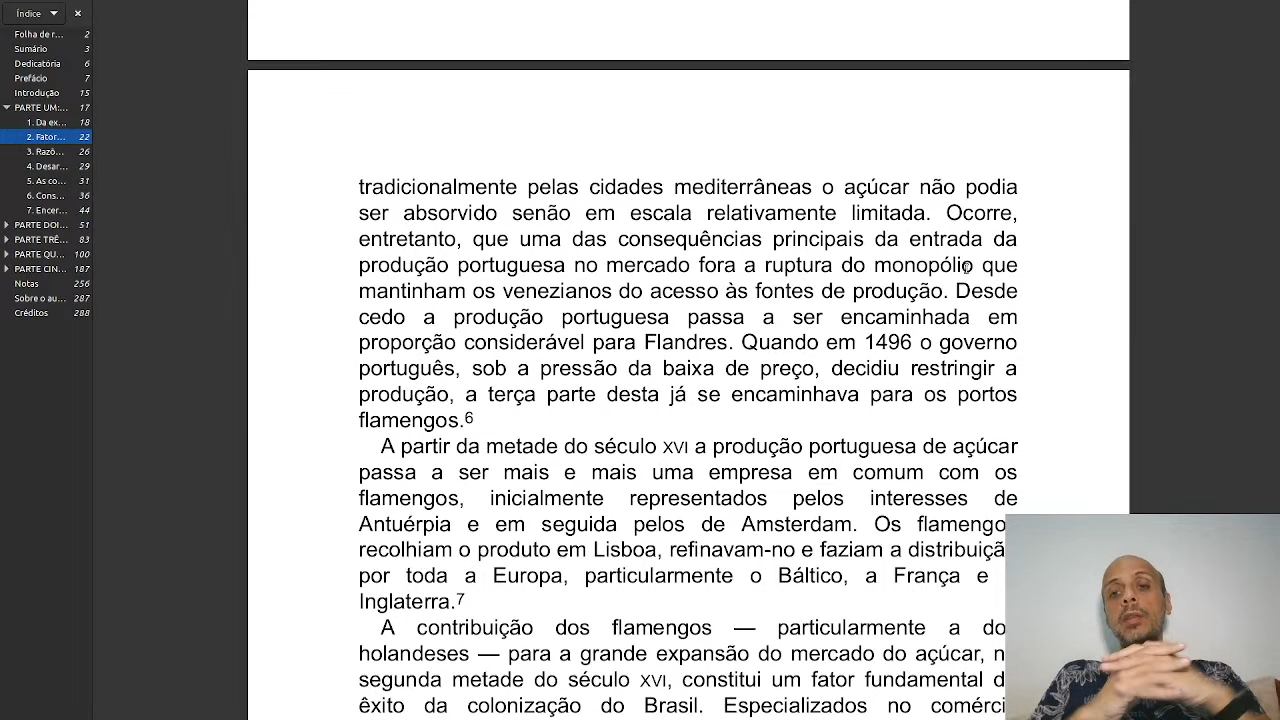 Índice
Folha de r... 2
Sumário 3
Dedicatória 6
Prefácio 7
Introdução 15
PARTE UM:... 17
1. Da ex... 18
2. Fator... 22
3. Razõ... 26
4. Desar... 29
5. As co... 31
6. Cons... 36
7. Encer... 44
PARTE DOI... 51
PARTE TRÊ... 83
PARTE QU... 100
PARTE CIN... 187
Notas 256
Sobre o au... 287
Créditos 288
tradicionalmente pelas cidades mediterrâneas o açúcar não podia
ser absorvido senão em escala relativamente limitada. Ocorre,
entretanto, que uma das consequências principais da entrada da
produção portuguesa no mercado fora a ruptura do monopólio que
mantinham os venezianos do acesso às fontes de produção. Desde
cedo a produção portuguesa passa a ser encaminhada em
proporção considerável para Flandres. Quando em 1496 o governo
português, sob a pressão da baixa de preço, decidiu restringir a
produção, a terça parte desta já se encaminhava para os portos
flamengos.6
A partir da metade do século XVI a produção portuguesa de açúcar
passa a ser mais e mais uma empresa em comum com os
flamengos, inicialmente representados pelos interesses de
Antuérpia e em seguida pelos de Amsterdam. Os flamengo
recolhiam o produto em Lisboa, refinavam-no e faziam a distribuiçã
por toda a Europa, particularmente o Báltico, a França e
Inglaterra.7
A contribuição dos flamengos — particularmente a do
holandeses — para a grande expansão do mercado do açúcar, n
segunda metade do século XVI, constitui um fator fundamental d
êxito da colonização do Brasil. Especializados no comérci